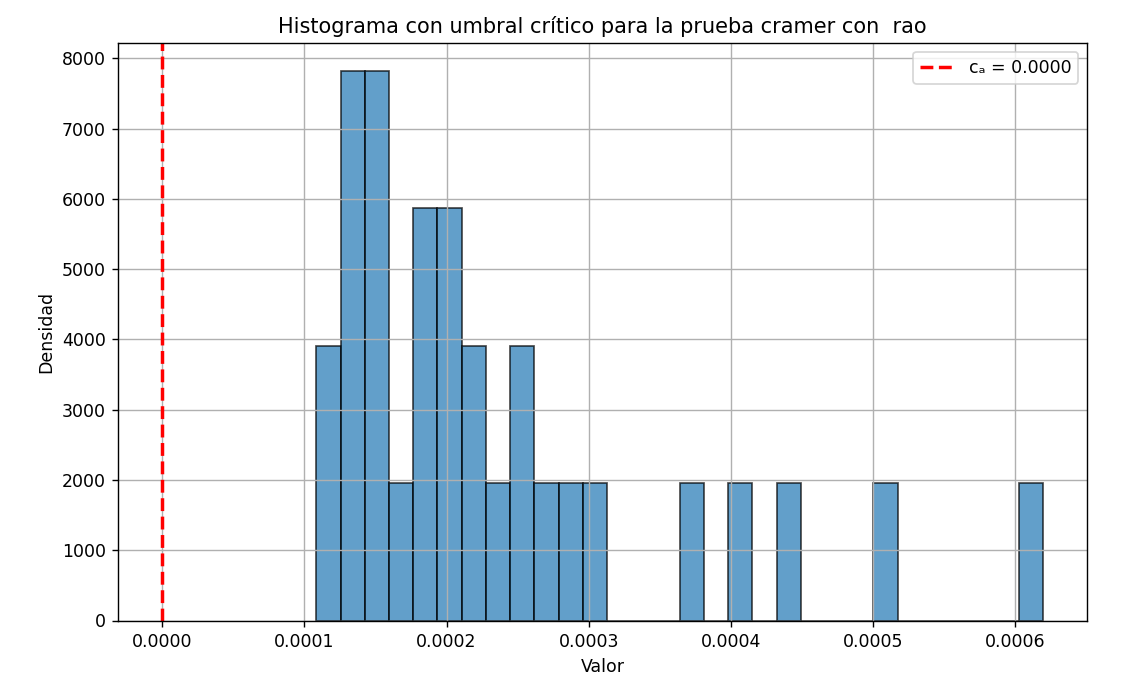 Histograma con umbral crítico para la prueba cramer con  rao
cₐ = 0.0000
8000
7000
6000
5000
4000
3000
2000
1000
0
Densidad
0.0000 0.0001 0.0002 0.0003 0.0004 0.0005 0.0006
Valor